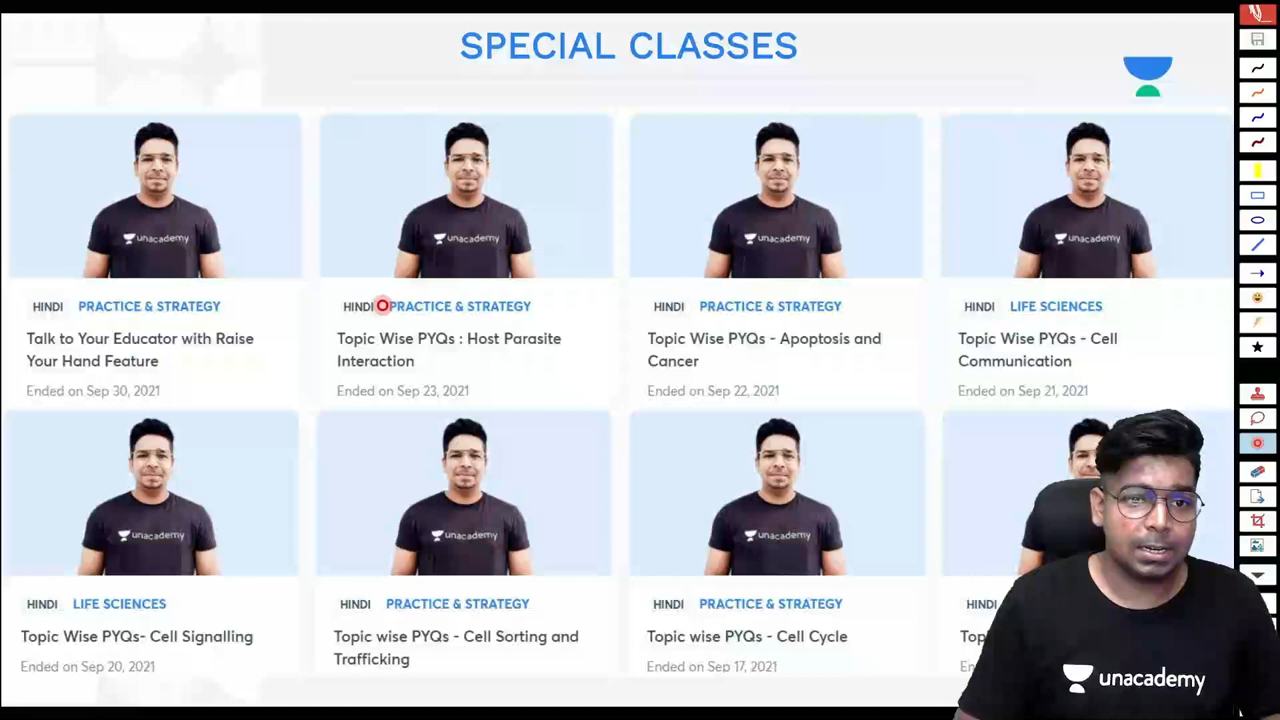 SPECIAL CLASSES
unacademy
unacademy
unacademy
unacademy
HINDI PRACTICE & STRATEGY
Talk to Your Educator with Raise
Your Hand Feature
Ended on Sep 30, 2021
HINDI PRACTICE & STRATEGY
Topic Wise PYQs : Host Parasite
Interaction
Ended on Sep 23, 2021
HINDI PRACTICE & STRATEGY
Topic Wise PYQs - Apoptosis and
Cancer
Ended on Sep 22, 2021
HINDI LIFE SCIENCES
Topic Wise PYQs - Cell
Communication
Ended on Sep 21, 2021
unacademy
unacademy
unacademy
HINDI LIFE SCIENCES
Topic Wise PYQs- Cell Signalling
Ended on Sep 20, 2021
HINDI PRACTICE & STRATEGY
Topic wise PYQs - Cell Sorting and
Trafficking
HINDI PRACTICE & STRATEGY
Topic wise PYQs - Cell Cycle
Ended on Sep 17, 2021
HINDI
unacademy